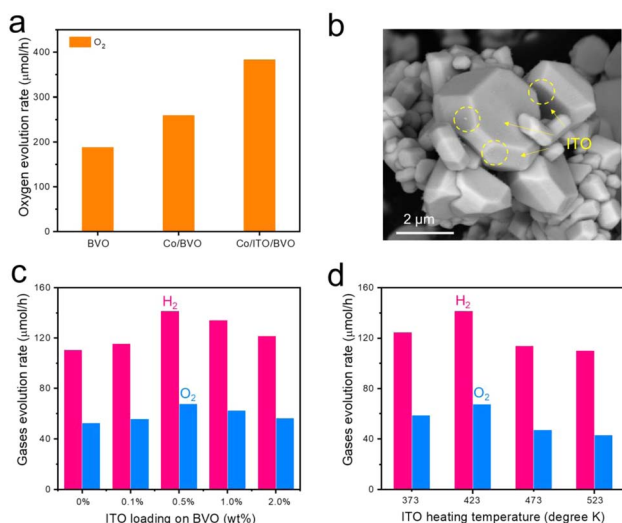 a
O₂
Oxygen evolution rate (μmol/h)
400
300
200
100
0
BVO
Co/BVO
Co/ITO/BVO
b
ITO
2 μm
c
H₂
O₂
Gases evolution rate (μmol/h)
160
120
80
40
0
0%
0.1%
0.5%
1.0%
2.0%
ITO loading on BVO (wt%)
d
H₂
O₂
Gases evolution rate (μmol/h)
160
120
80
40
0
373
423
473
523
ITO heating temperature (degree K)